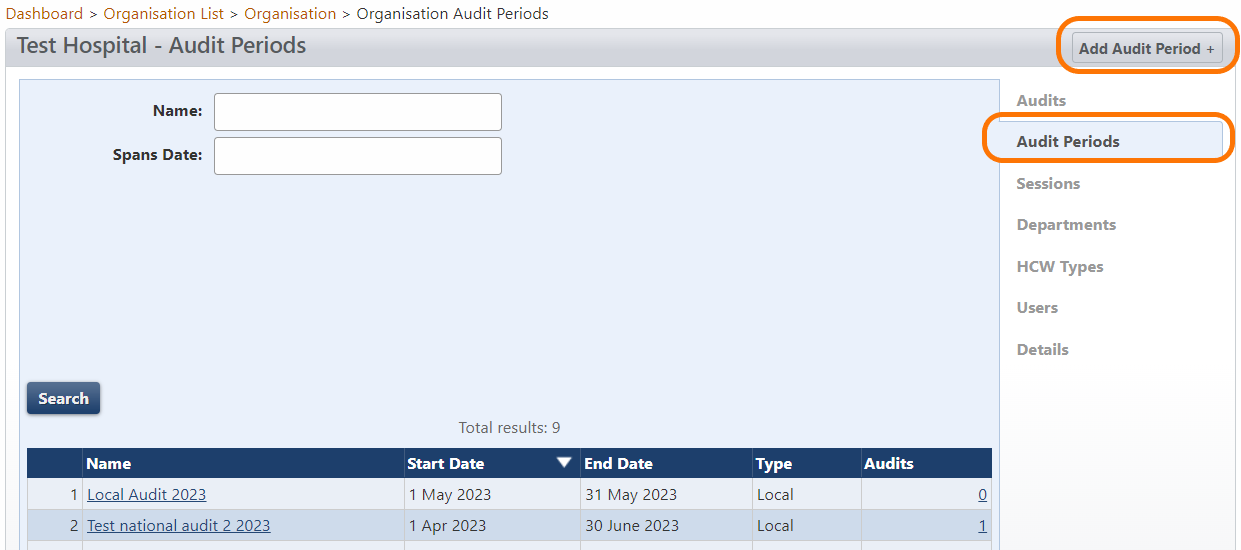 Dashboard > Organisation List > Organisation > Organisation Audit Periods
Test Hospital - Audit Periods
Add Audit Period +
Name:
Spans Date:
Audits
Audit Periods
Sessions
Departments
HCW Types
Users
Details
Search
Total results: 9
Name Start Date End Date Type Audits
1 Local Audit 2023 1 May 2023 31 May 2023 Local 0
2 Test national audit 2 2023 1 Apr 2023 30 June 2023 Local 1